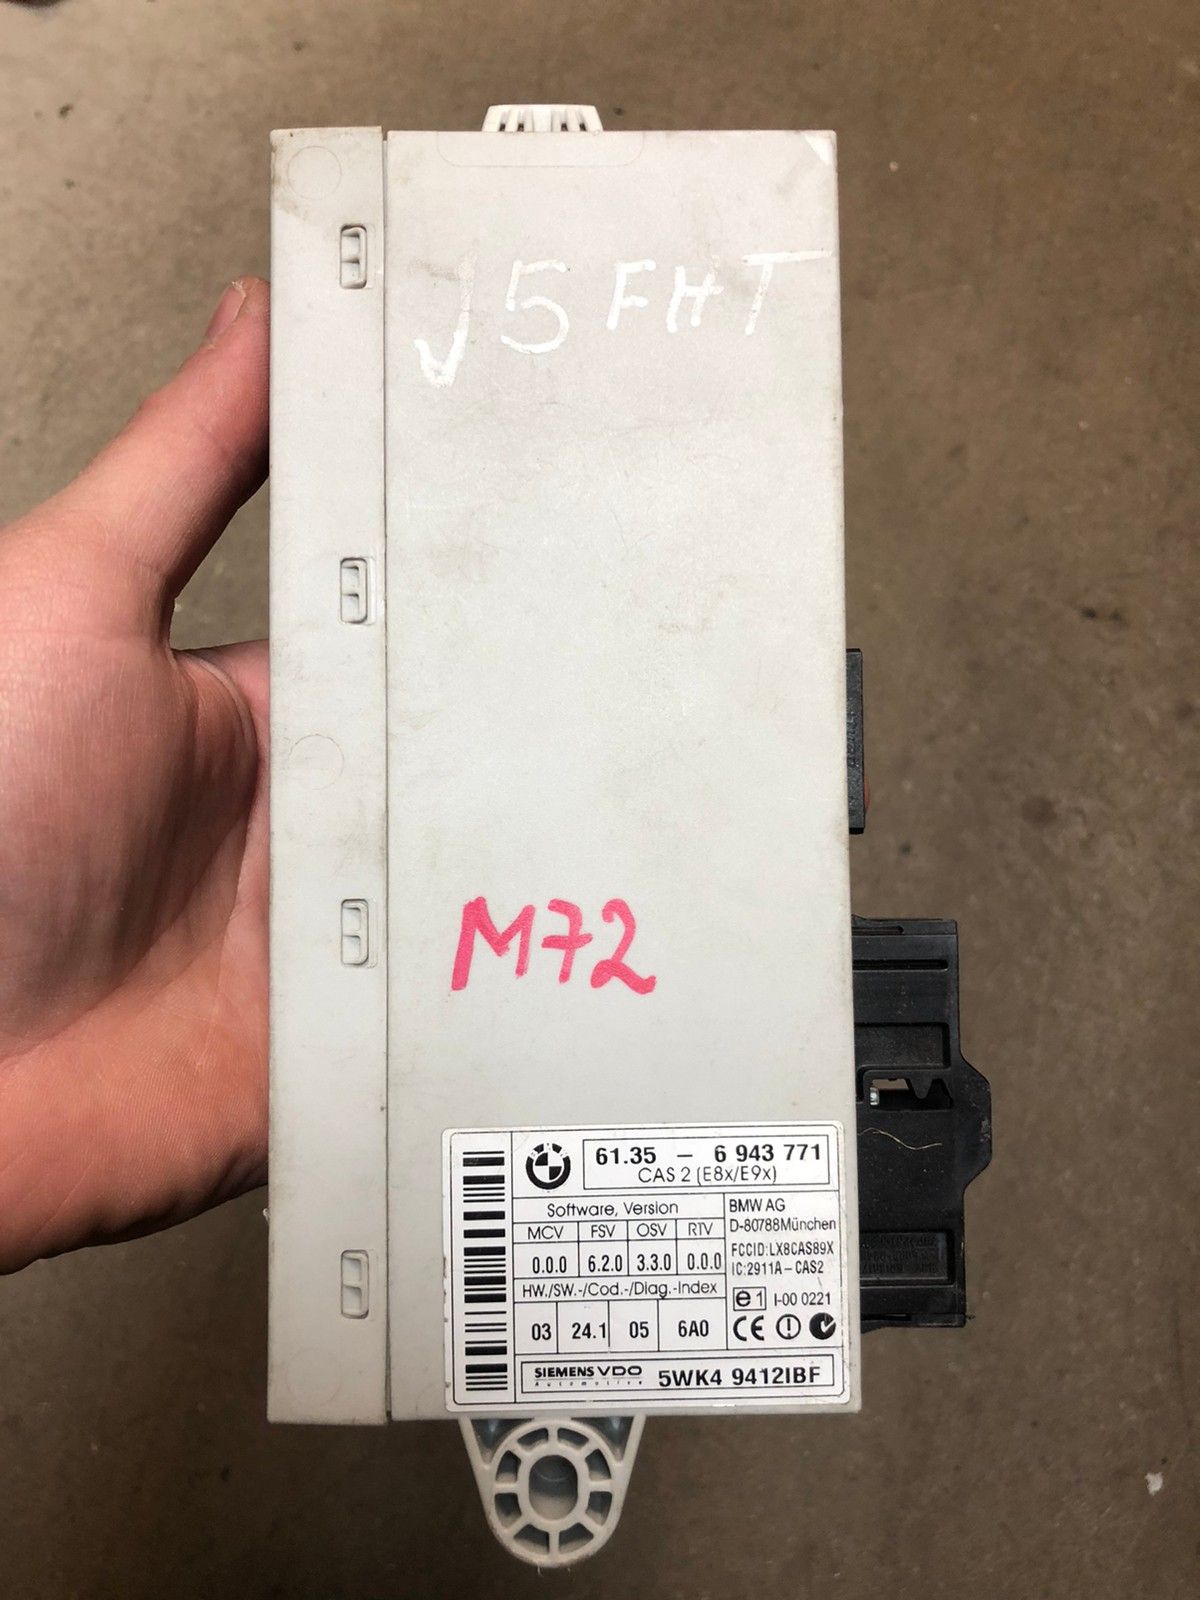 J5FHT
M72
61.35 – 6 943 771
CAS 2 (E8x/E9x)
Software, Version
MCV FSV OSV RTV
0.0.0 6.2.0 3.3.0 0.0.0
HW./SW.-/Cod.-/Diag.-Index
03 24.1 05 6A0
BMW AG
D-80788München
FCCID:LX8CAS89X
IC:2911A–CAS2
e1 I-00 0221
CE
SIEMENS VDO
Automotive
5WK4 9412IBF